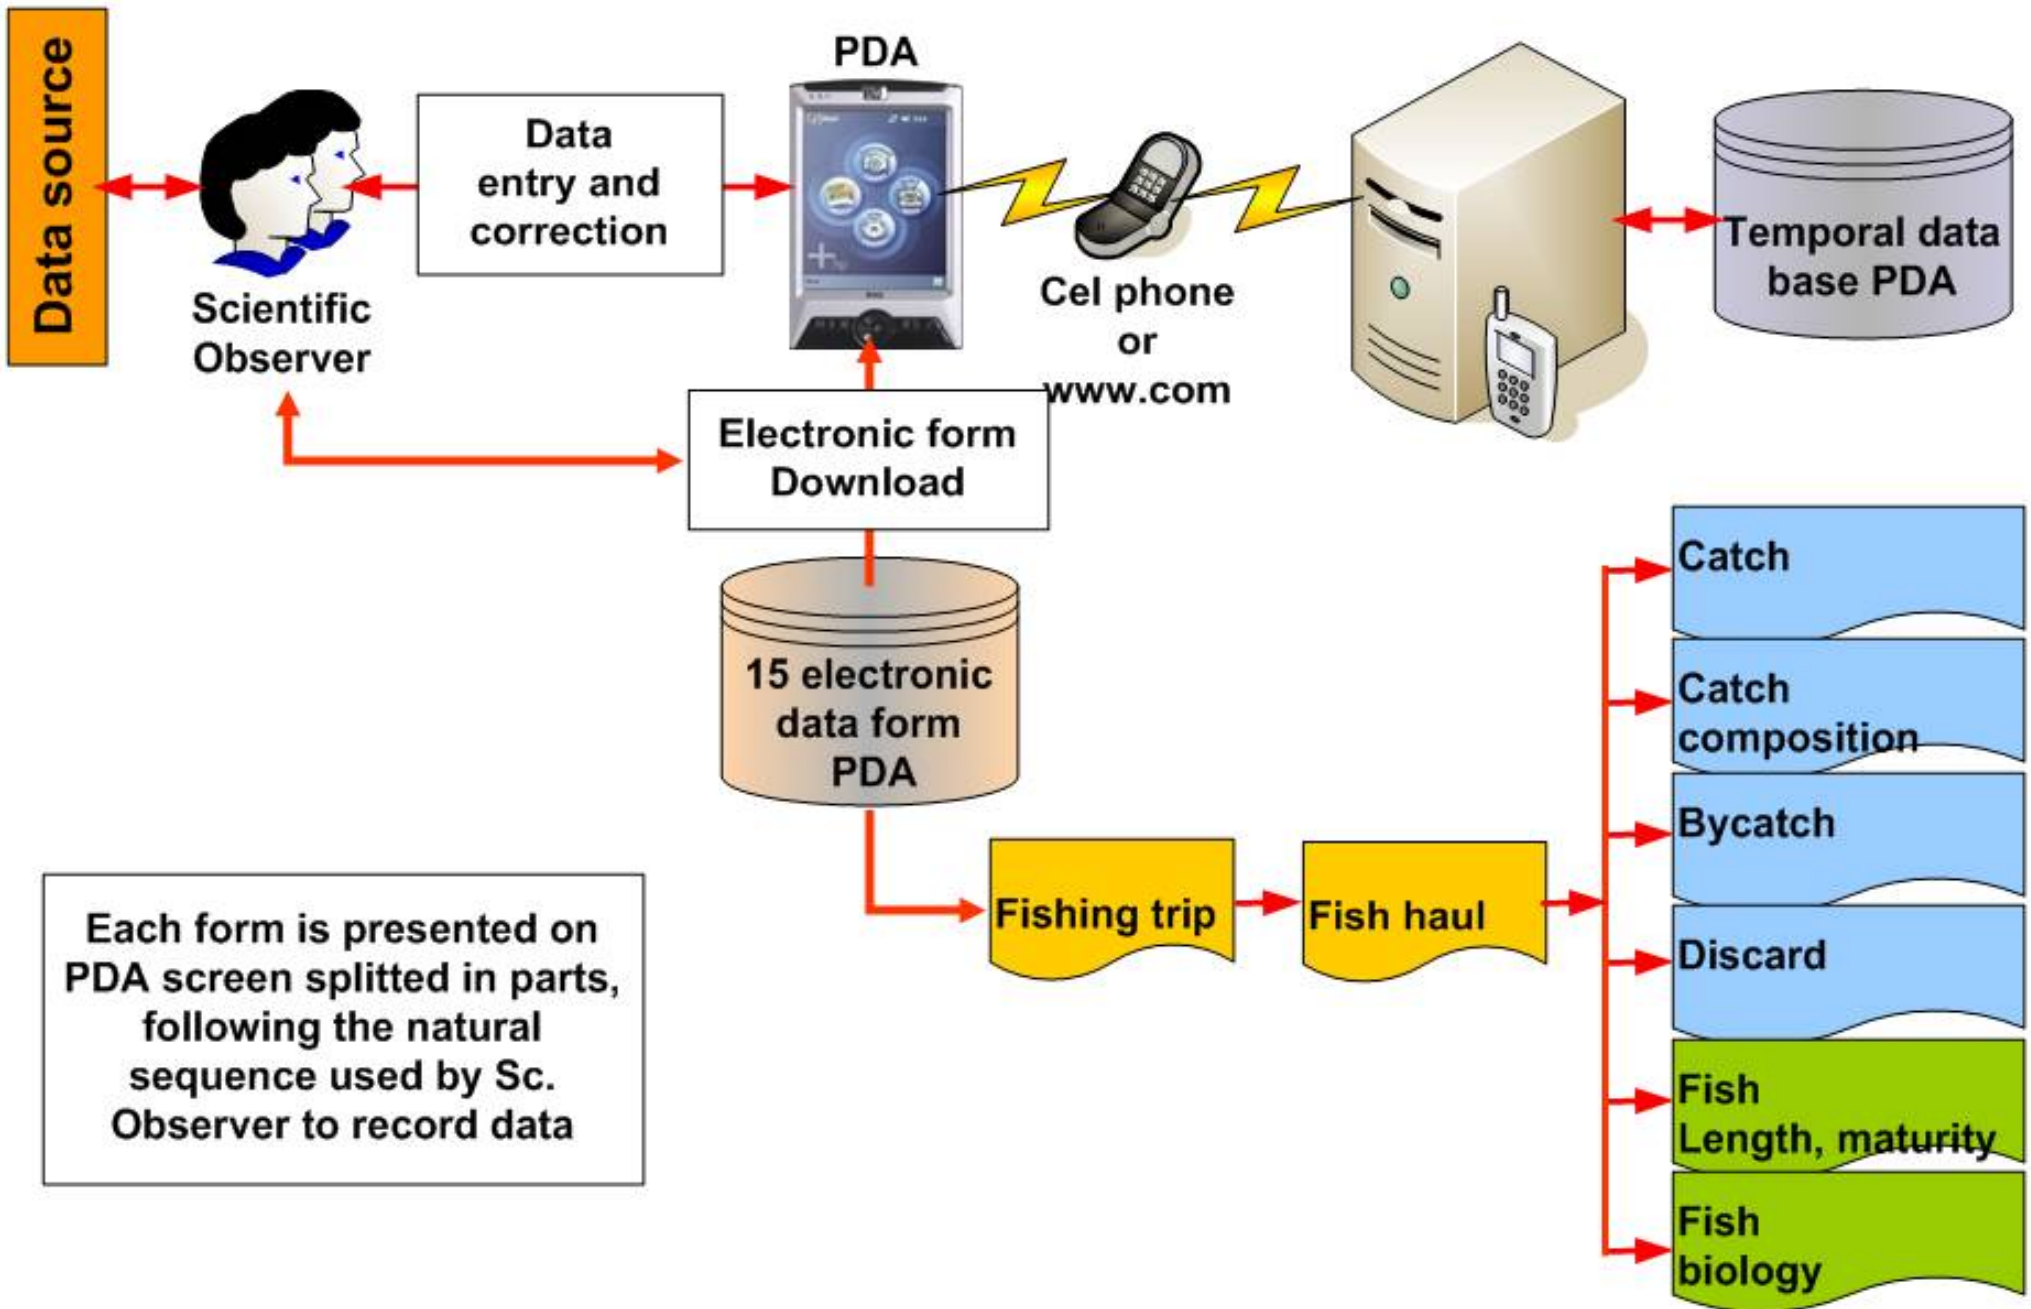 Data source
Scientific
Observer
Data
entry and
correction
PDA
Cel phone
or
www.com
Temporal data
base PDA
Electronic form
Download
15 electronic
data form
PDA
Fishing trip
Fish haul
Catch
Catch
composition
Bycatch
Discard
Fish
Length, maturity
Fish
biology
Each form is presented on
PDA screen splitted in parts,
following the natural
sequence used by Sc.
Observer to record data